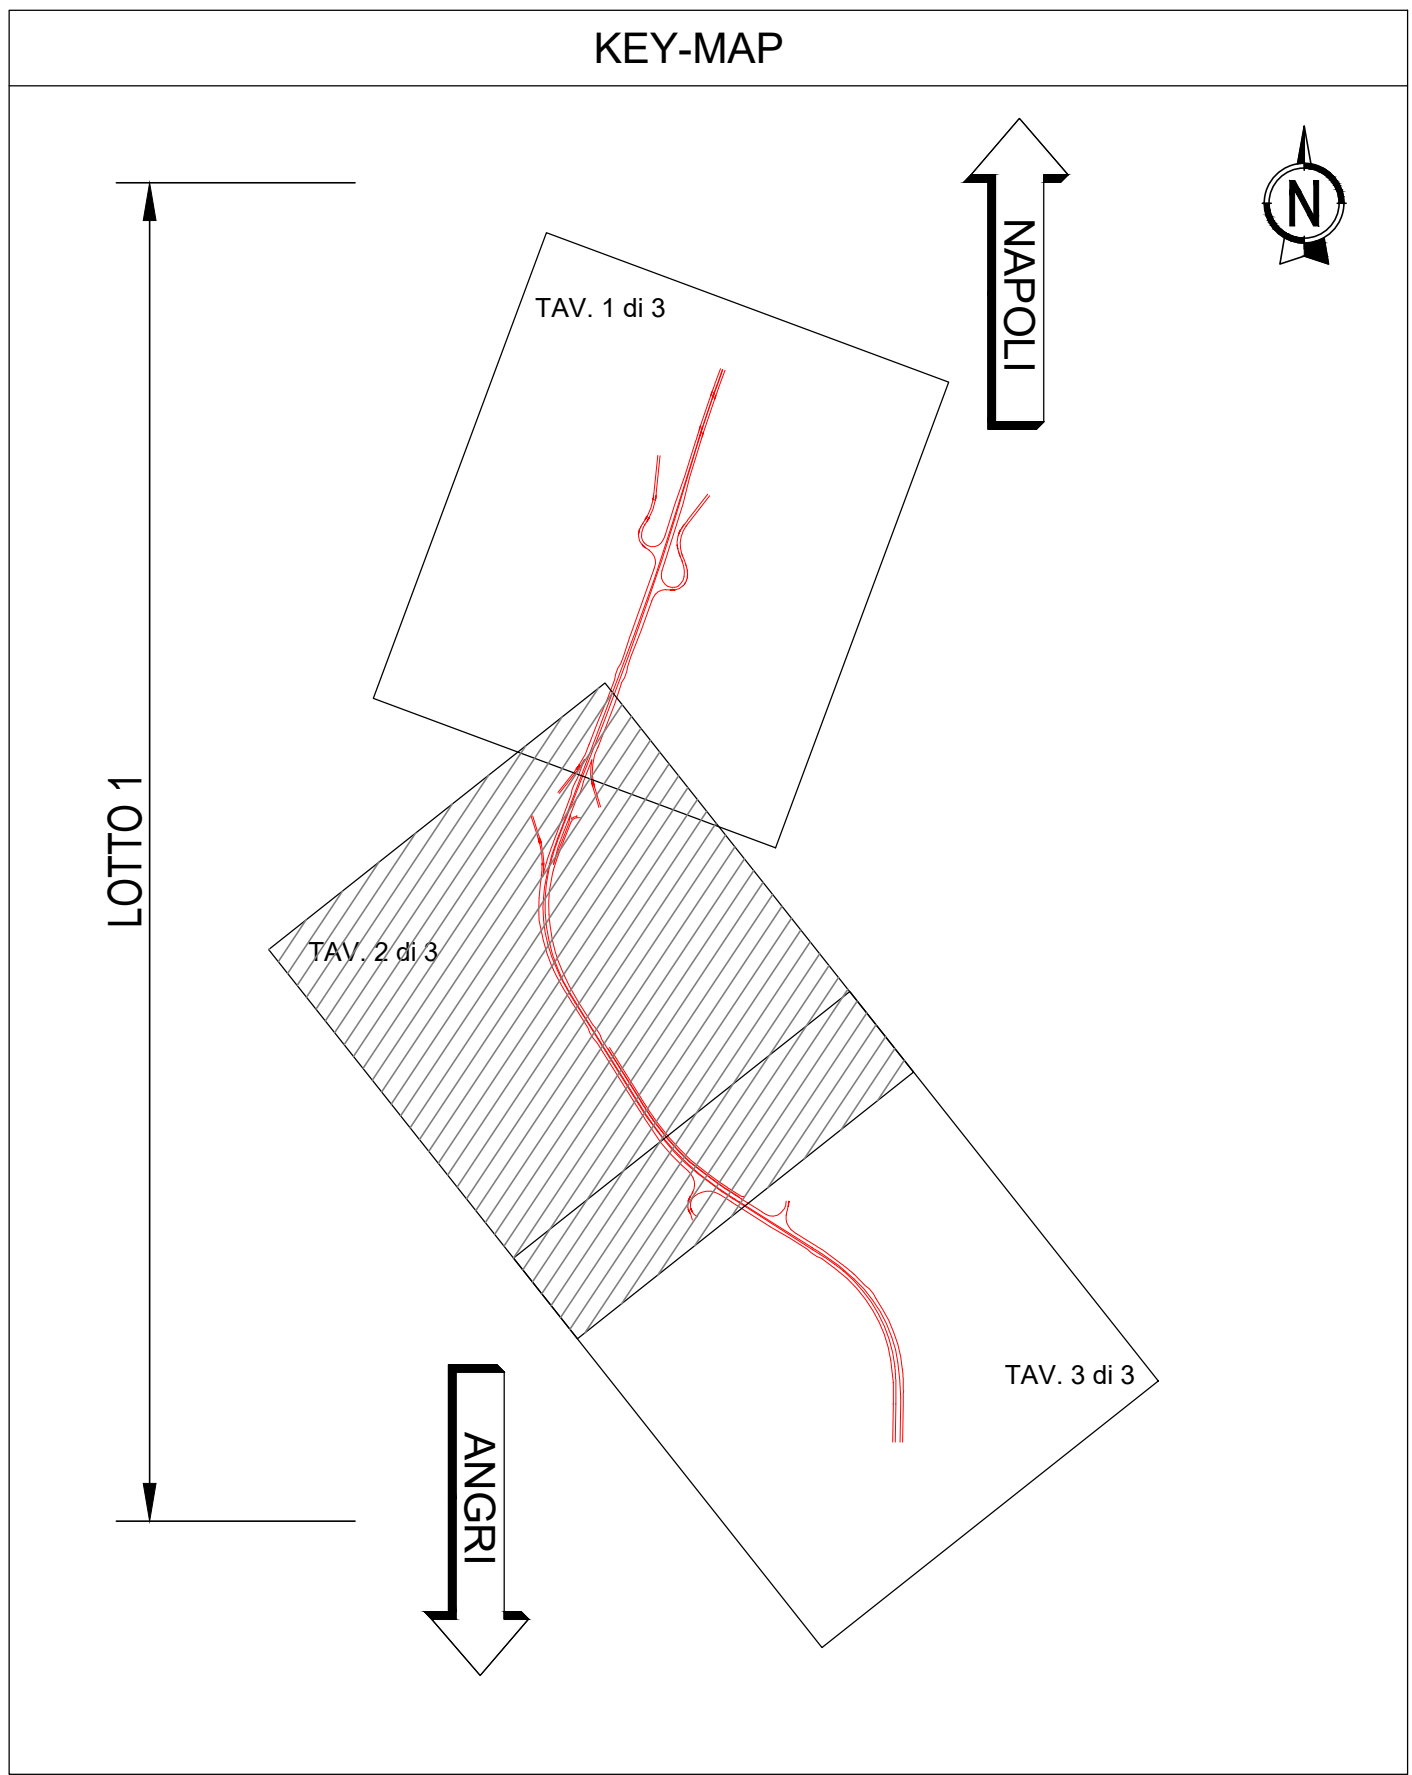 KEY-MAP
N
NAPOLI
TAV. 1 di 3
LOTTO 1
TAV. 2 di 3
TAV. 3 di 3
ANGRI